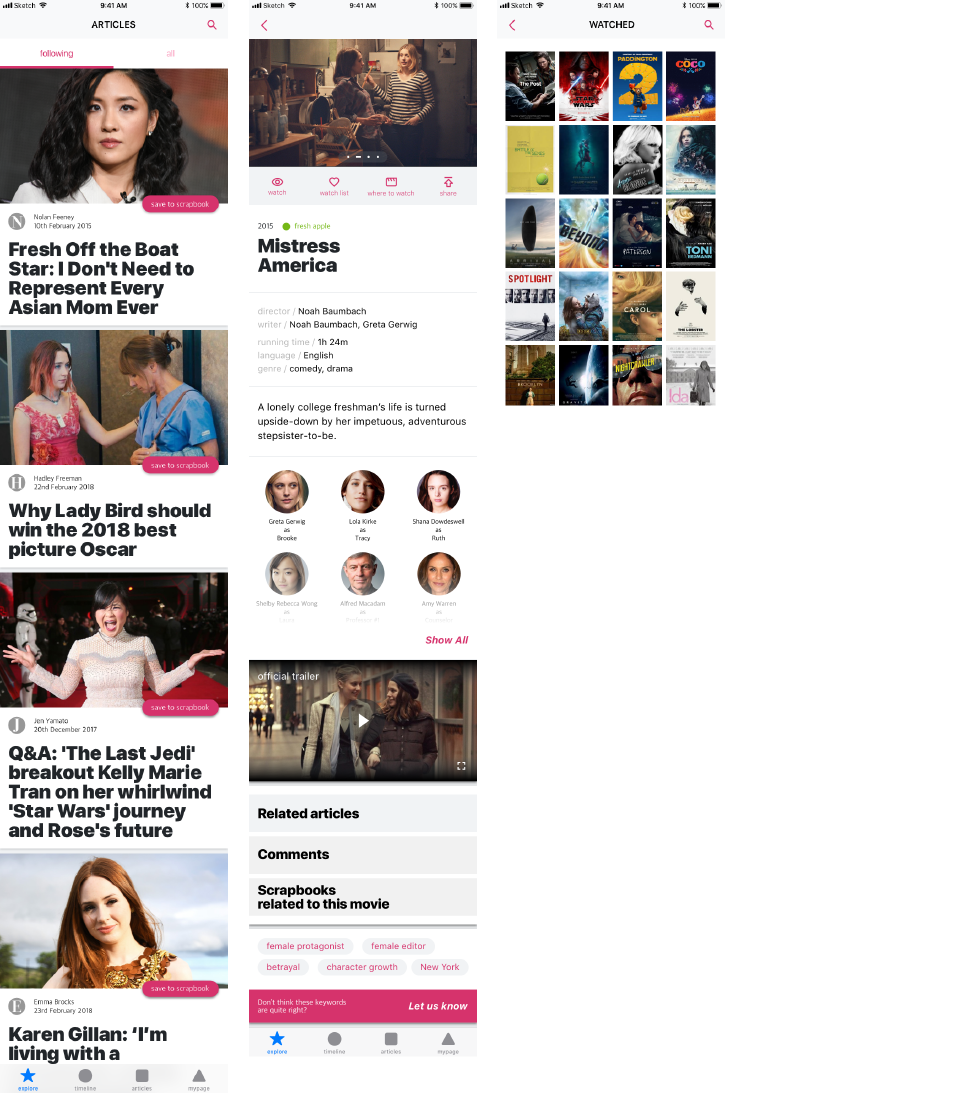 Sketch 9:41 AM 100%
ARTICLES
following all
save to scrapbook
N Nolan Feeney
10th February 2015
Fresh Off the Boat
Star: I Don't Need to
Represent Every
Asian Mom Ever
save to scrapbook
H Hadley Freeman
22nd February 2018
Why Lady Bird should
win the 2018 best
picture Oscar
save to scrapbook
J Jen Yamato
20th December 2017
Q&A: 'The Last Jedi'
breakout Kelly Marie
Tran on her whirlwind
'Star Wars' journey
and Rose's future
save to scrapbook
E Emma Brocks
23rd February 2018
Karen Gillan: ‘I’m
living with a
explore timeline articles mypage
Sketch 9:41 AM 100%
watch watch list where to watch share
2015 fresh apple
Mistress
America
director / Noah Baumbach
writer / Noah Baumbach, Greta Gerwig
running time / 1h 24m
language / English
genre / comedy, drama
A lonely college freshman's life is turned
upside-down by her impetuous, adventurous
stepsister-to-be.
Greta Gerwig Lola Kirke Shana Dowdeswell
as as as
Brooke Tracy Ruth
Shelby Rebecca Wong Alfred Macadam Amy Warren
as as as
Show All
official trailer
Related articles
Comments
Scrapbooks
related to this movie
female protagonist female editor
betrayal character growth New York
Don't think these keywords
are quite right?
Let us know
explore timeline articles mypage
Sketch 9:41 AM 100%
WATCHED
The Post
STAR WARS
PADDINGTON
2
COCO
BEYOND
PATERSON
TONI
ERDMANN
SPOTLIGHT
CAROL
THE LOBSTER
BROOKLYN
GRAVITY
NIGHTCRAWLER
Ida